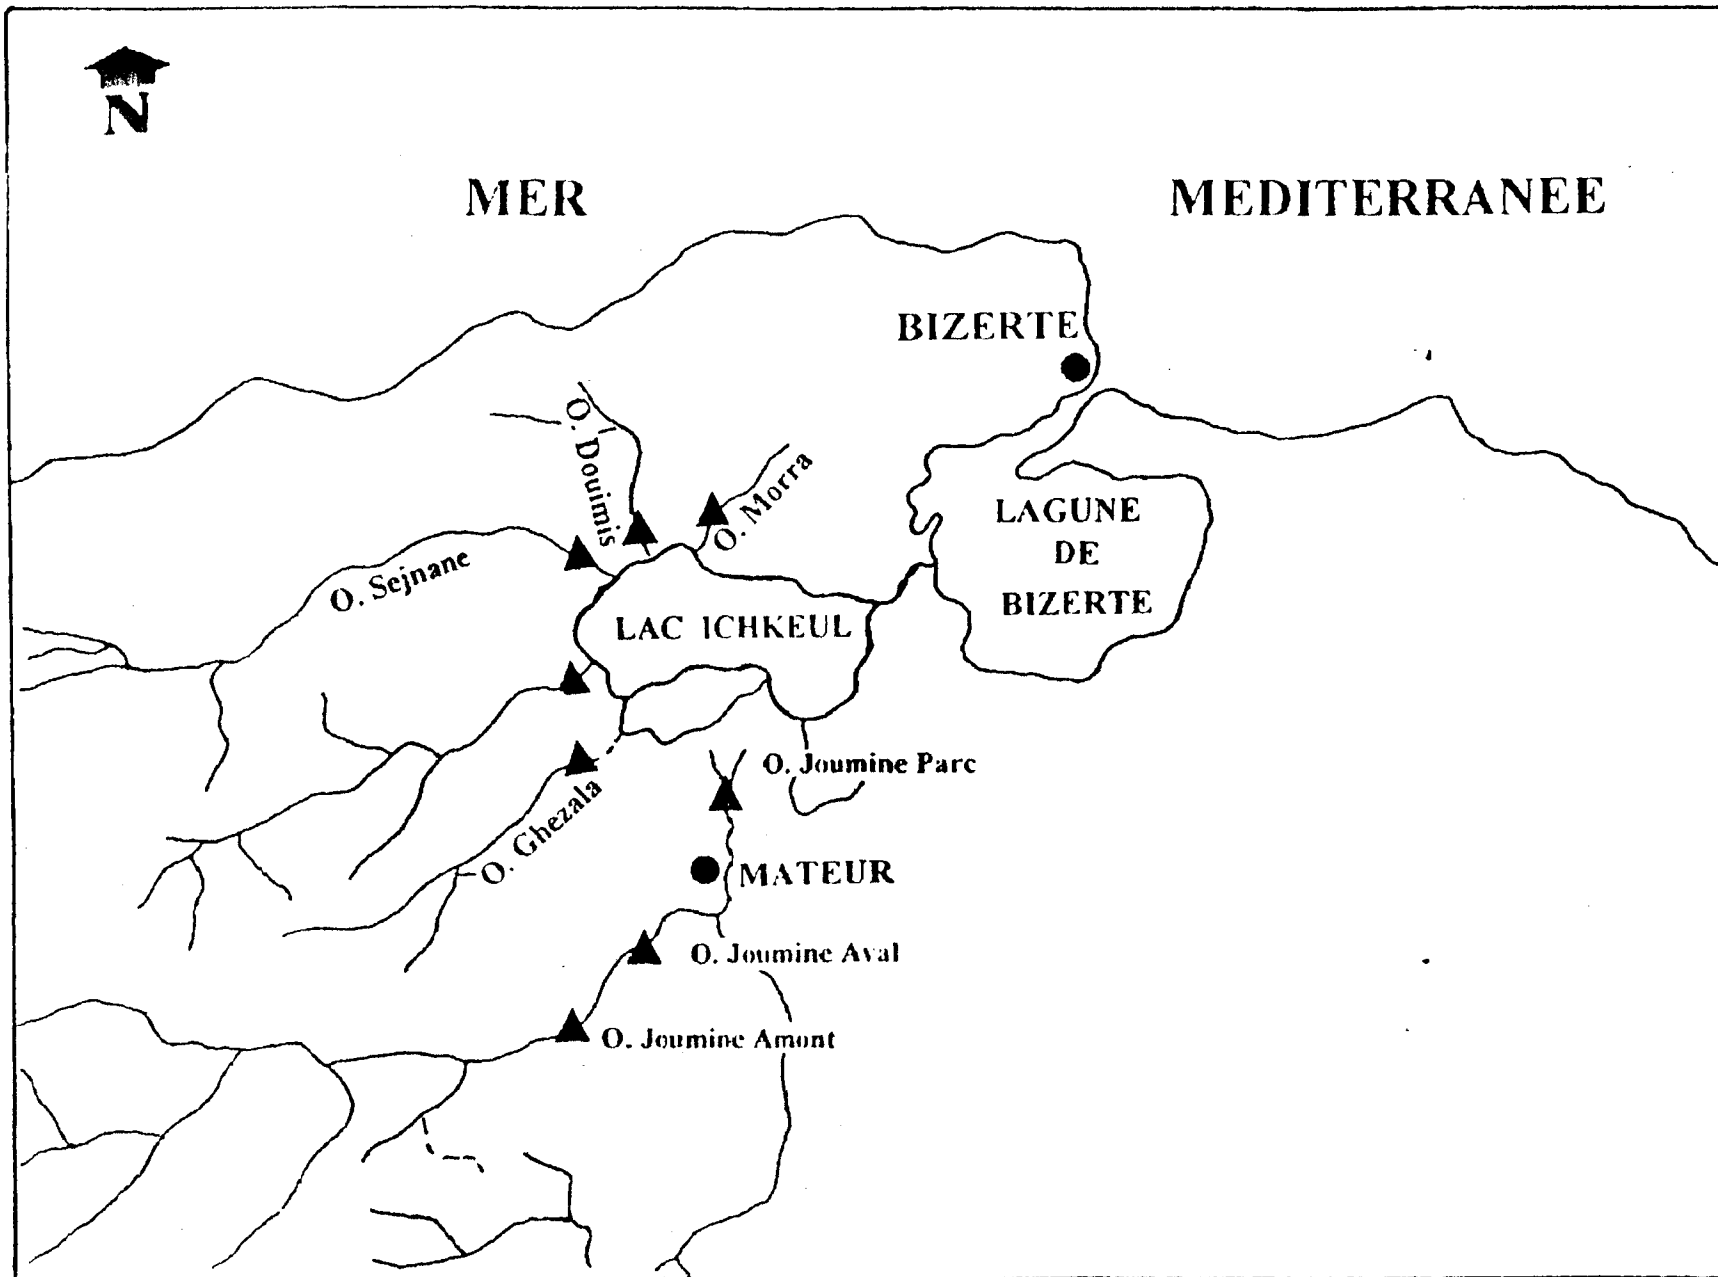 N
MER MEDITERRANEE
BIZERTE
O. Douimis
O. Morra
LAGUNE
DE
BIZERTE
O. Sejnane
LAC ICHKEUL
O. Joumine Parc
O. Ghezala
MATEUR
O. Joumine Aval
O. Joumine Amont